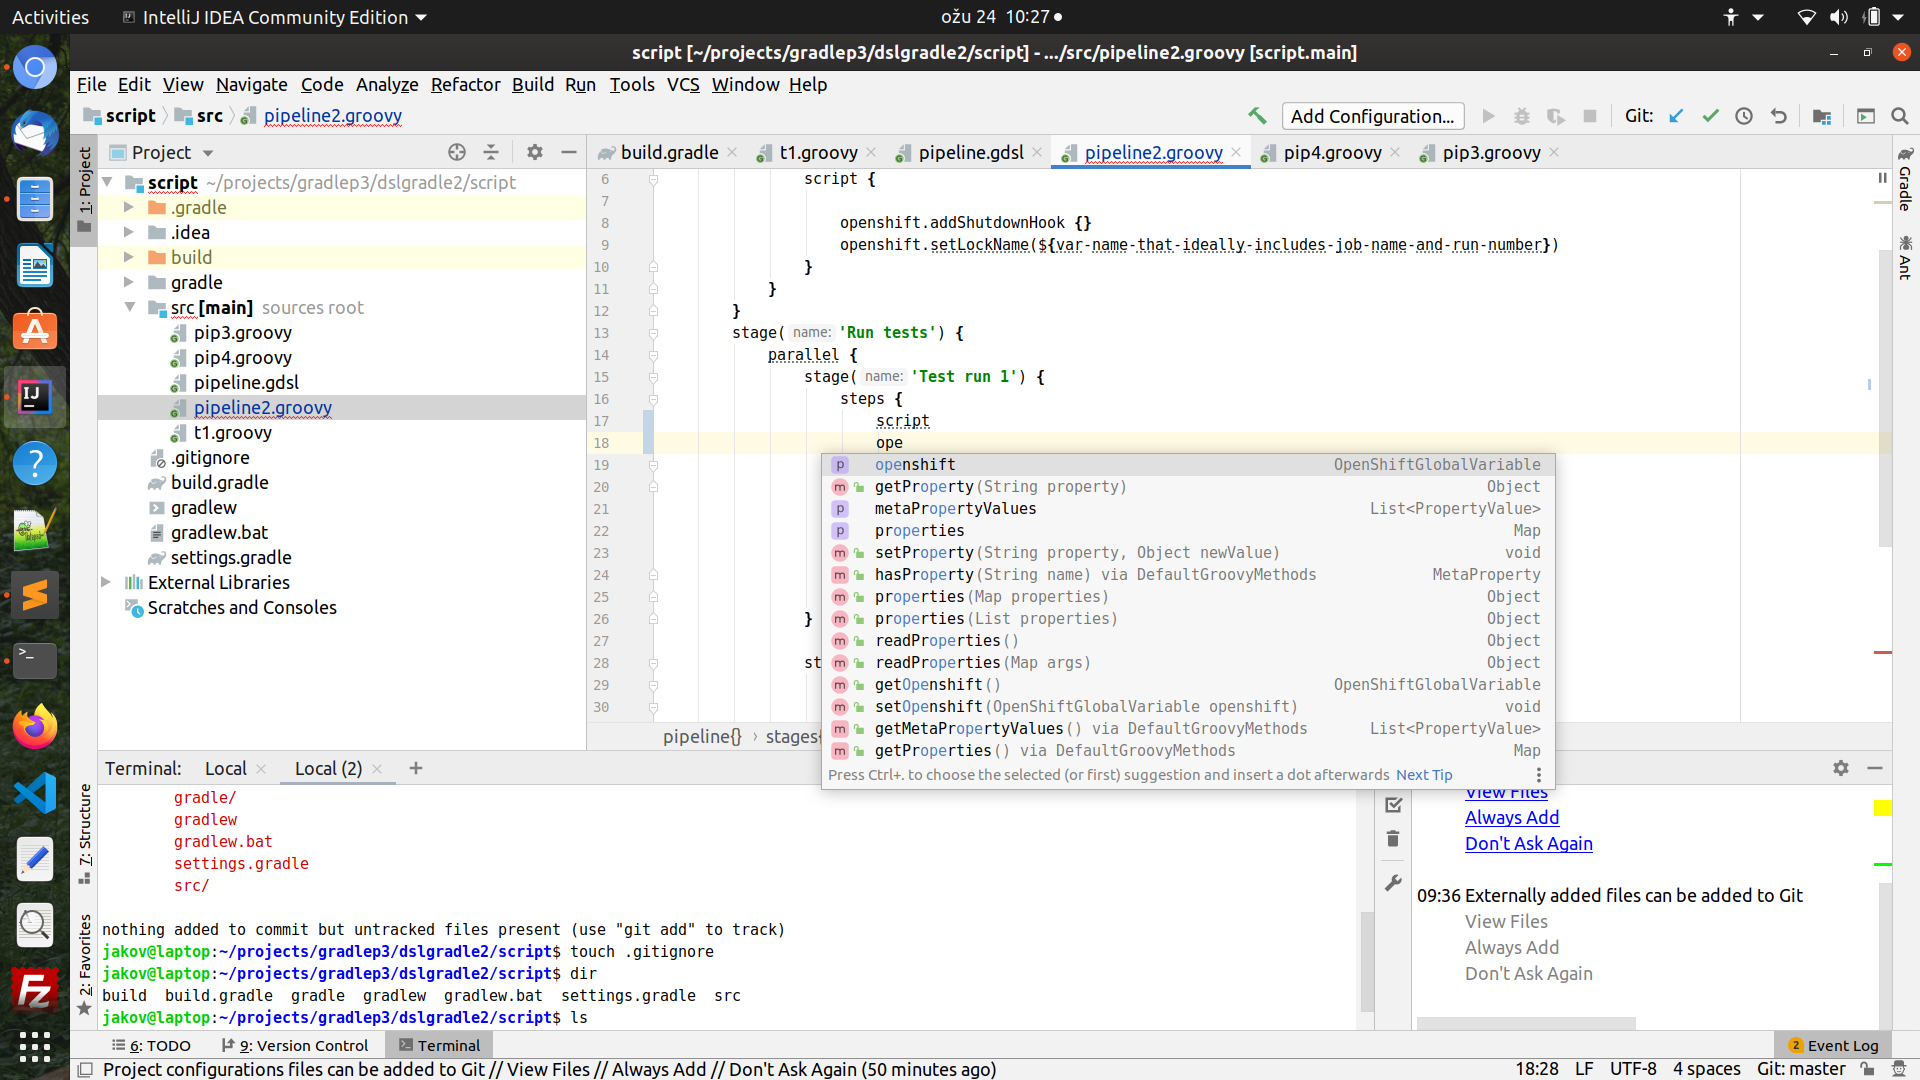 Activities
IntelliJ IDEA Community Edition
ožu 24 10:27
script [~/projects/gradlep3/dslgradle2/script] - .../src/pipeline2.groovy [script.main]
File Edit View Navigate Code Analyze Refactor Build Run Tools VCS Window Help
script src pipeline2.groovy
Add Configuration...
Git:
1: Project
Project
build.gradle
t1.groovy
pipeline.gdsl
pipeline2.groovy
pip4.groovy
pip3.groovy
script ~/projects/gradlep3/dslgradle2/script
.gradle
.idea
build
gradle
src [main] sources root
pip3.groovy
pip4.groovy
pipeline.gdsl
pipeline2.groovy
t1.groovy
.gitignore
build.gradle
gradlew
gradlew.bat
settings.gradle
External Libraries
Scratches and Consoles
6 script {
7
8 openshift.addShutdownHook {}
9 openshift.setLockName(${var-name-that-ideally-includes-job-name-and-run-number})
10 }
11 }
12 }
13 stage( name: 'Run tests') {
14 parallel {
15 stage( name: 'Test run 1') {
16 steps {
17 script
18 ope
19
20
21
22
23
24
25
26 }
27
28 st
29
30
openshift OpenShiftGlobalVariable
getProperty(String property) Object
metaPropertyValues List<PropertyValue>
properties Map
setProperty(String property, Object newValue) void
hasProperty(String name) via DefaultGroovyMethods MetaProperty
properties(Map properties) Object
properties(List properties) Object
readProperties() Object
readProperties(Map args) Object
getOpenshift() OpenShiftGlobalVariable
setOpenshift(OpenShiftGlobalVariable openshift) void
getMetaPropertyValues() via DefaultGroovyMethods List<PropertyValue>
getProperties() via DefaultGroovyMethods Map
Press Ctrl+. to choose the selected (or first) suggestion and insert a dot afterwards Next Tip
pipeline{} › stages{
Gradle
Ant
7: Structure
2: Favorites
Terminal: Local Local (2)
gradle/
gradlew
gradlew.bat
settings.gradle
src/
nothing added to commit but untracked files present (use "git add" to track)
jakov@laptop:~/projects/gradlep3/dslgradle2/script$ touch .gitignore
jakov@laptop:~/projects/gradlep3/dslgradle2/script$ dir
build build.gradle gradle gradlew gradlew.bat settings.gradle src
jakov@laptop:~/projects/gradlep3/dslgradle2/script$ ls
View Files
Always Add
Don't Ask Again
09:36 Externally added files can be added to Git
View Files
Always Add
Don't Ask Again
6: TODO
9: Version Control
Terminal
2 Event Log
Project configurations files can be added to Git // View Files // Always Add // Don't Ask Again (50 minutes ago)
18:28 LF UTF-8 4 spaces Git: master